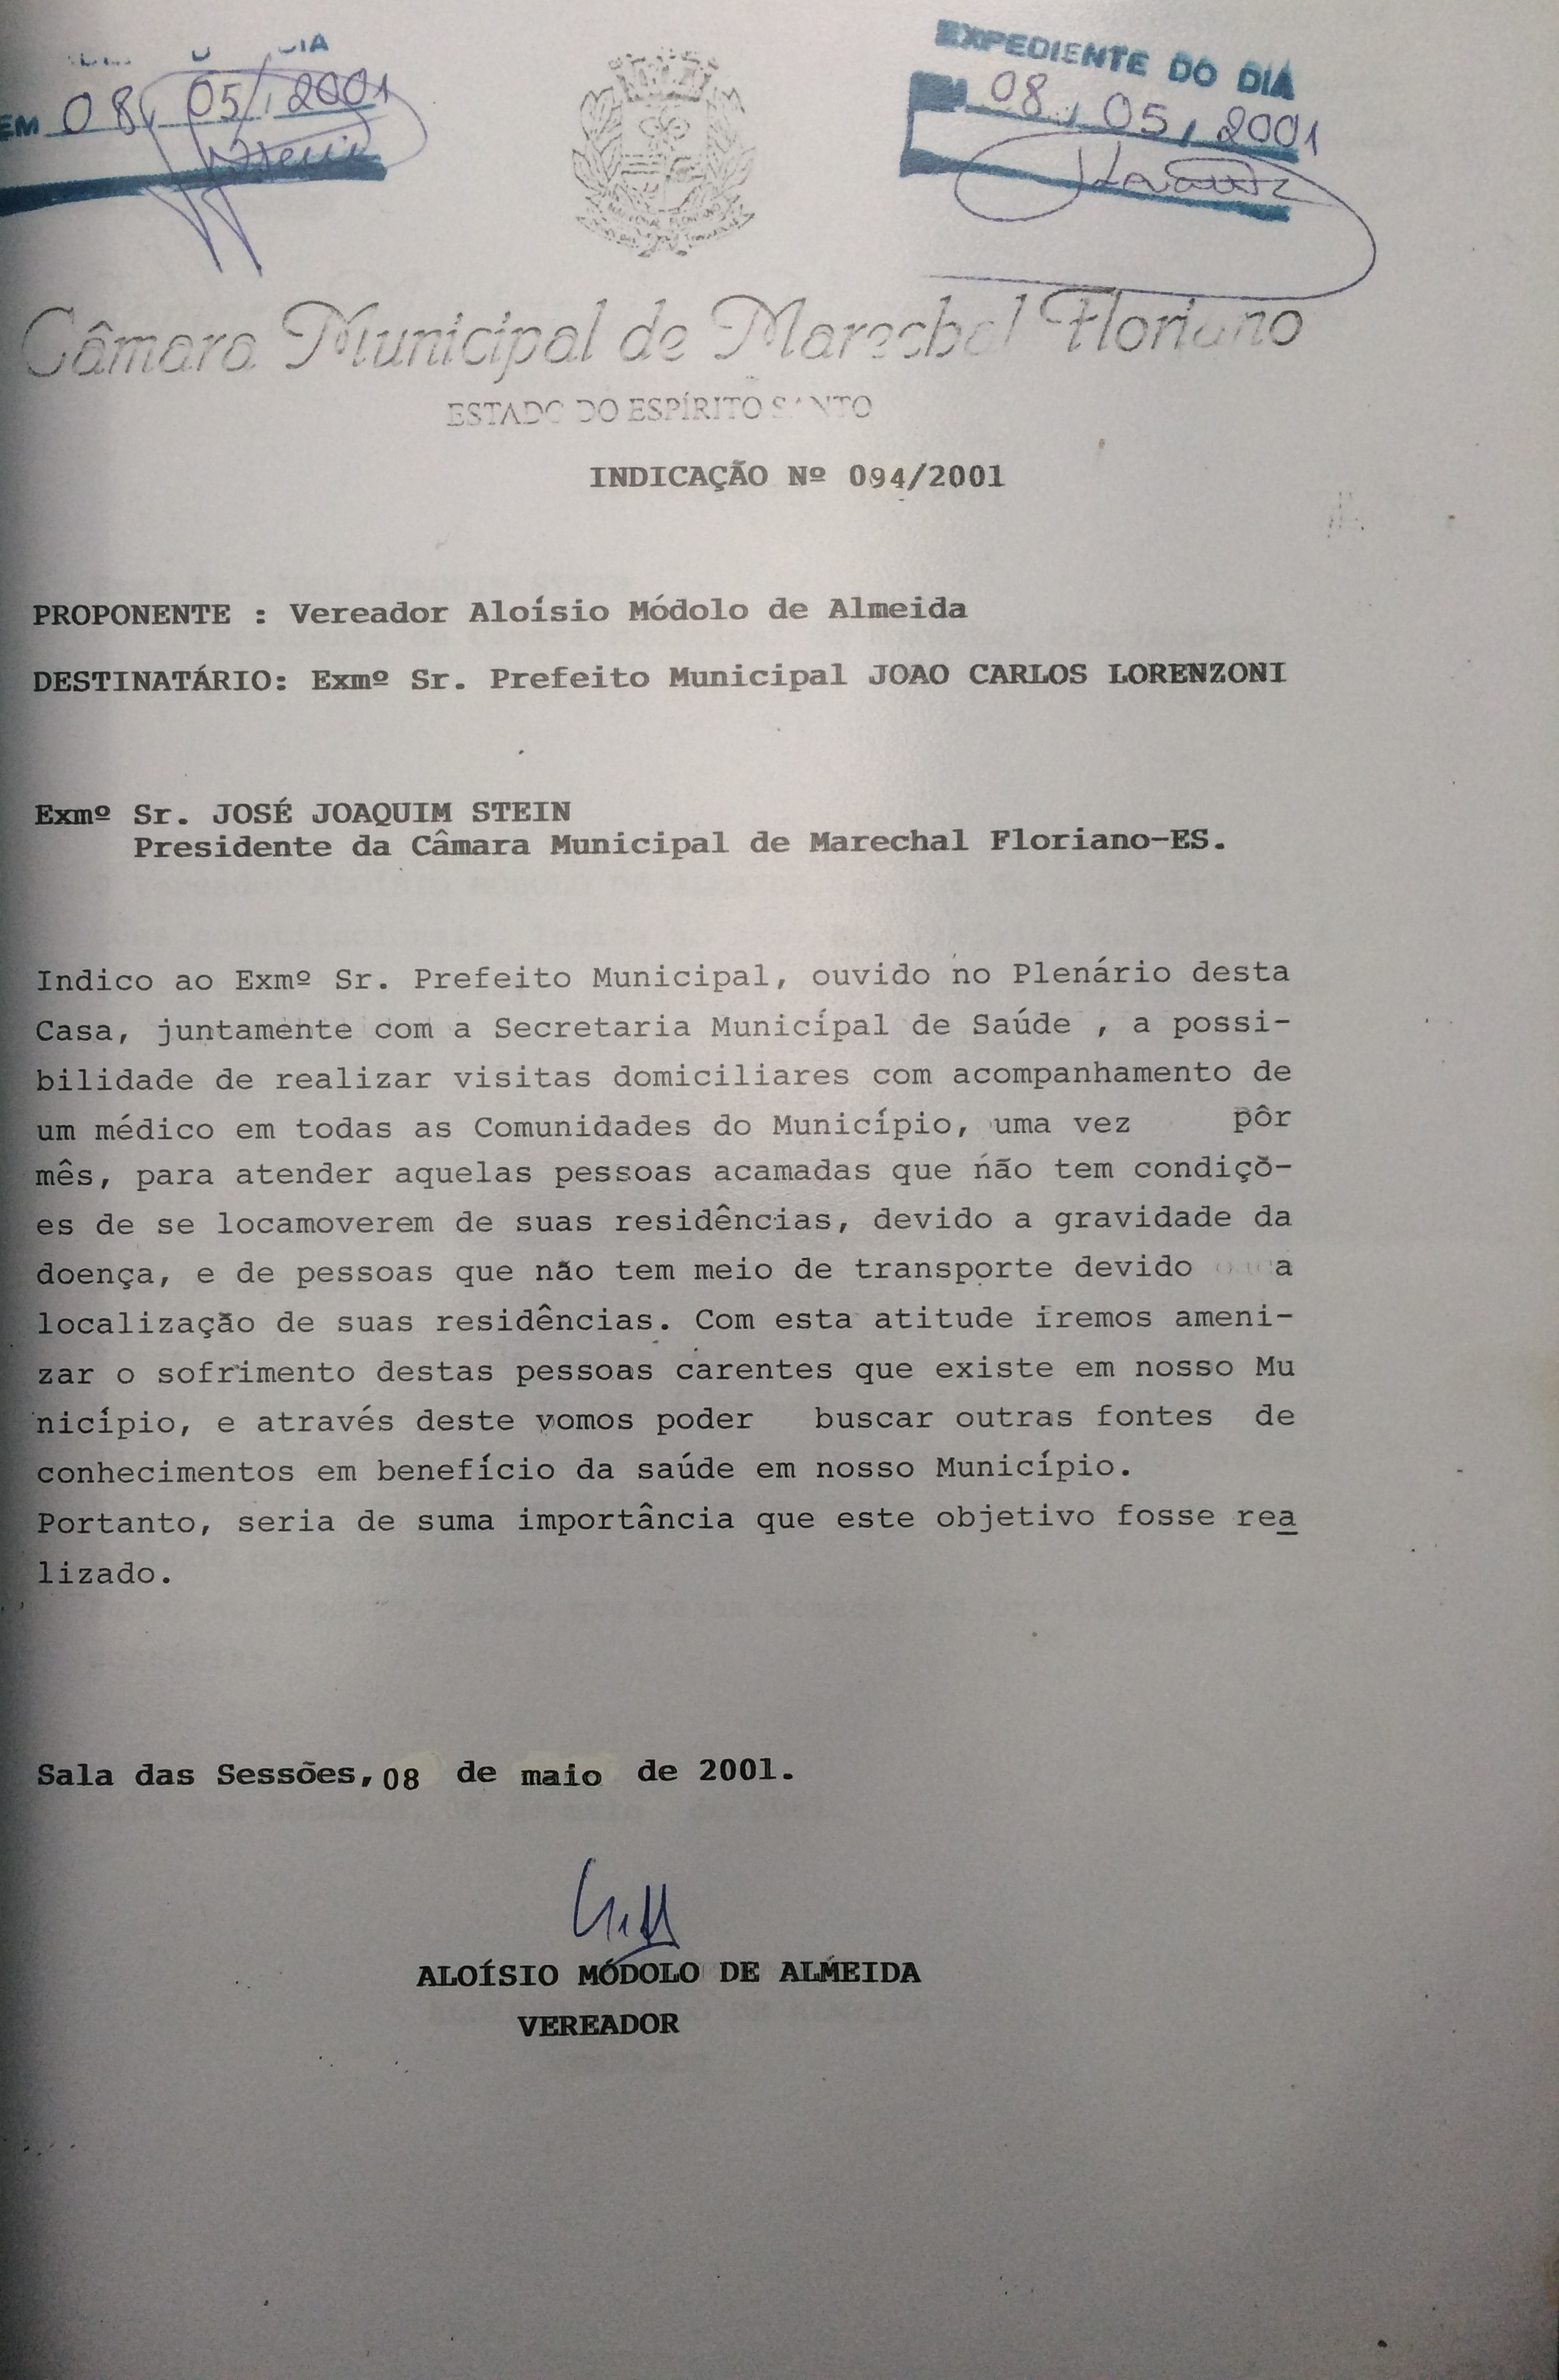 DIA
EM 08/05/2001
EXPEDIENTE DO DIA
08/05/2001
Câmara Municipal de Marechal Floriano
ESTADO DO ESPÍRITO SANTO
INDICAÇÃO Nº 094/2001
PROPONENTE : Vereador Aloísio Módolo de Almeida
DESTINATÁRIO: Exmº Sr. Prefeito Municipal JOAO CARLOS LORENZONI
Exmº Sr. JOSÉ JOAQUIM STEIN
Presidente da Câmara Municipal de Marechal Floriano-ES.
Indico ao Exmº Sr. Prefeito Municipal, ouvido no Plenário desta
Casa, juntamente com a Secretaria Municípal de Saúde , a possi-
bilidade de realizar visitas domiciliares com acompanhamento de
um médico em todas as Comunidades do Município, uma vez pôr
mês, para atender aquelas pessoas acamadas que não tem condiçõ-
es de se locamoverem de suas residências, devido a gravidade da
doença, e de pessoas que não tem meio de transporte devido a
localização de suas residências. Com esta atitude iremos ameni-
zar o sofrimento destas pessoas carentes que existe em nosso Mu
nicípio, e através deste vomos poder buscar outras fontes de
conhecimentos em benefício da saúde em nosso Município.
Portanto, seria de suma importância que este objetivo fosse rea
lizado.
Sala das Sessões, 08 de maio de 2001.
ALOÍSIO MÓDOLO DE ALMEIDA
VEREADOR